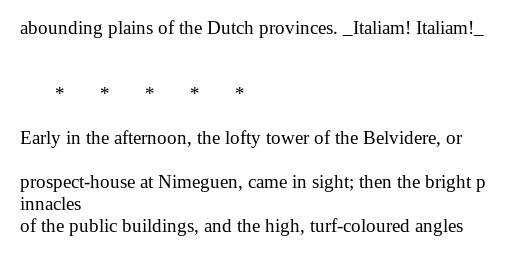 abounding plains of the Dutch provinces. _Italiam! Italiam!_
* * * * *
Early in the afternoon, the lofty tower of the Belvidere, or
prospect-house at Nimeguen, came in sight; then the bright p
innacles
of the public buildings, and the high, turf-coloured angles